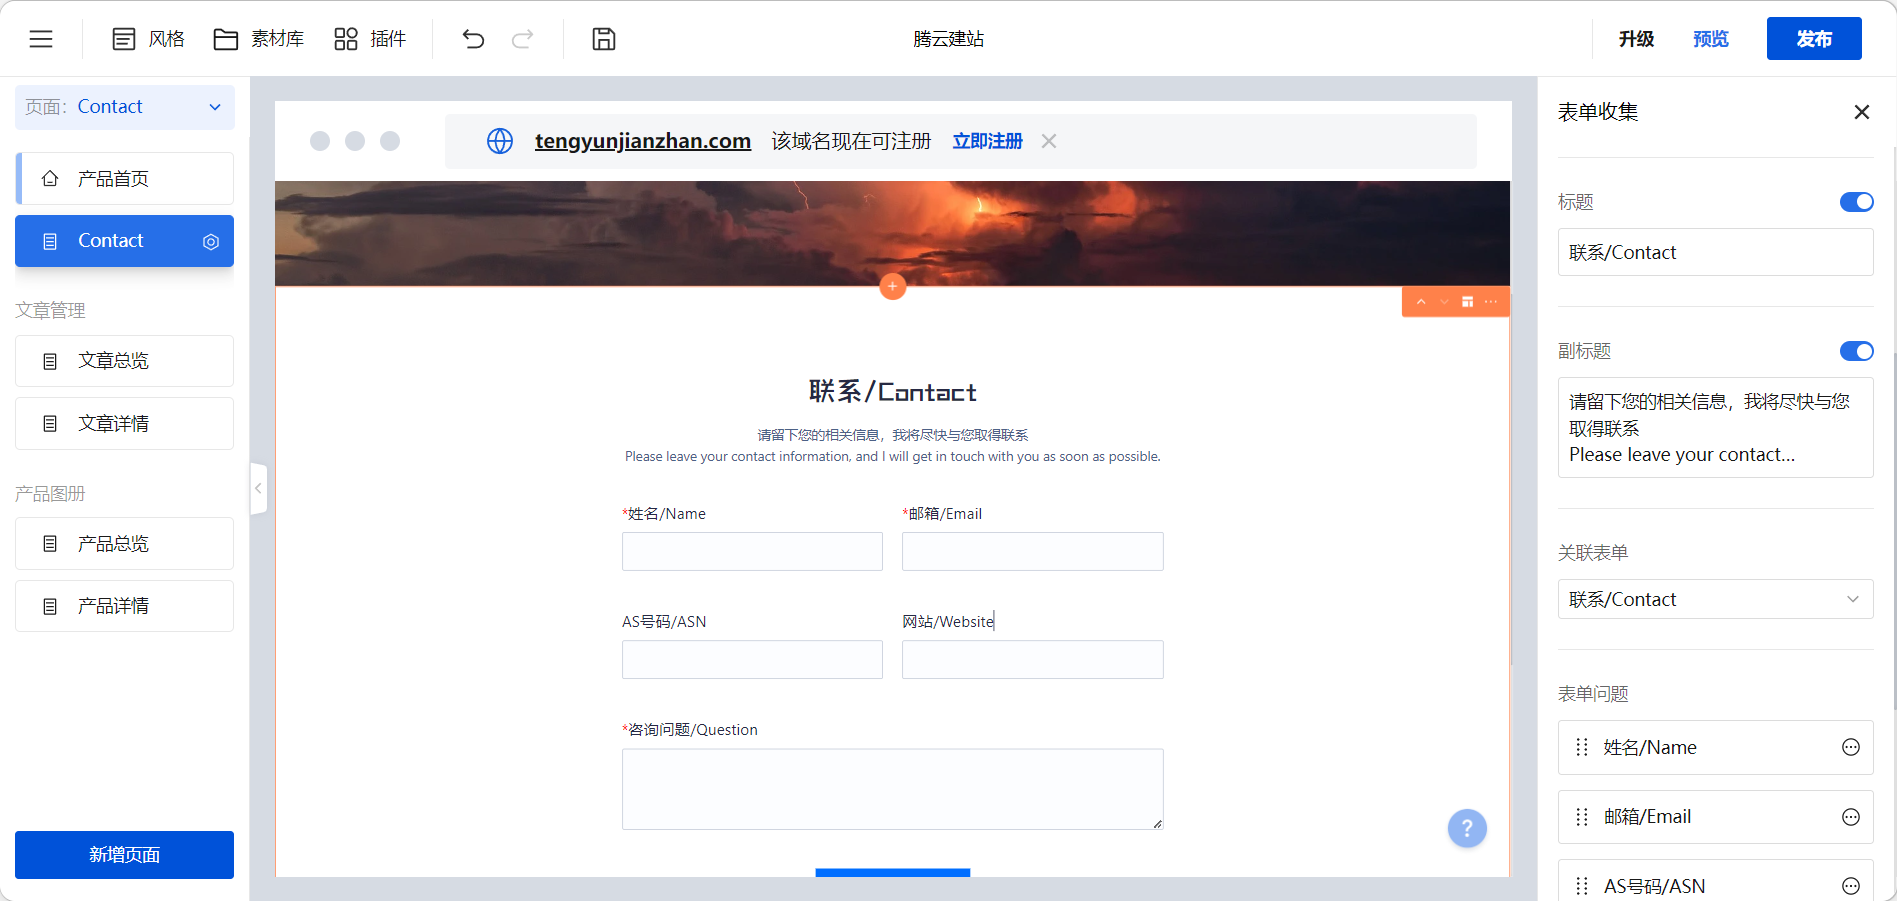 风格
素材库
插件
腾云建站
升级
预览
发布
页面：Contact
产品首页
Contact
文章管理
文章总览
文章详情
产品图册
产品总览
产品详情
新增页面
tengyunjianzhan.com 该域名现在可注册 立即注册
联系/Contact
请留下您的相关信息，我将尽快与您取得联系
Please leave your contact information, and I will get in touch with you as soon as possible.
*姓名/Name
*邮箱/Email
AS号码/ASN
网站/Website
*咨询问题/Question
?
表单收集
标题
联系/Contact
副标题
请留下您的相关信息，我将尽快与您
取得联系
Please leave your contact...
关联表单
联系/Contact
表单问题
姓名/Name
邮箱/Email
AS号码/ASN